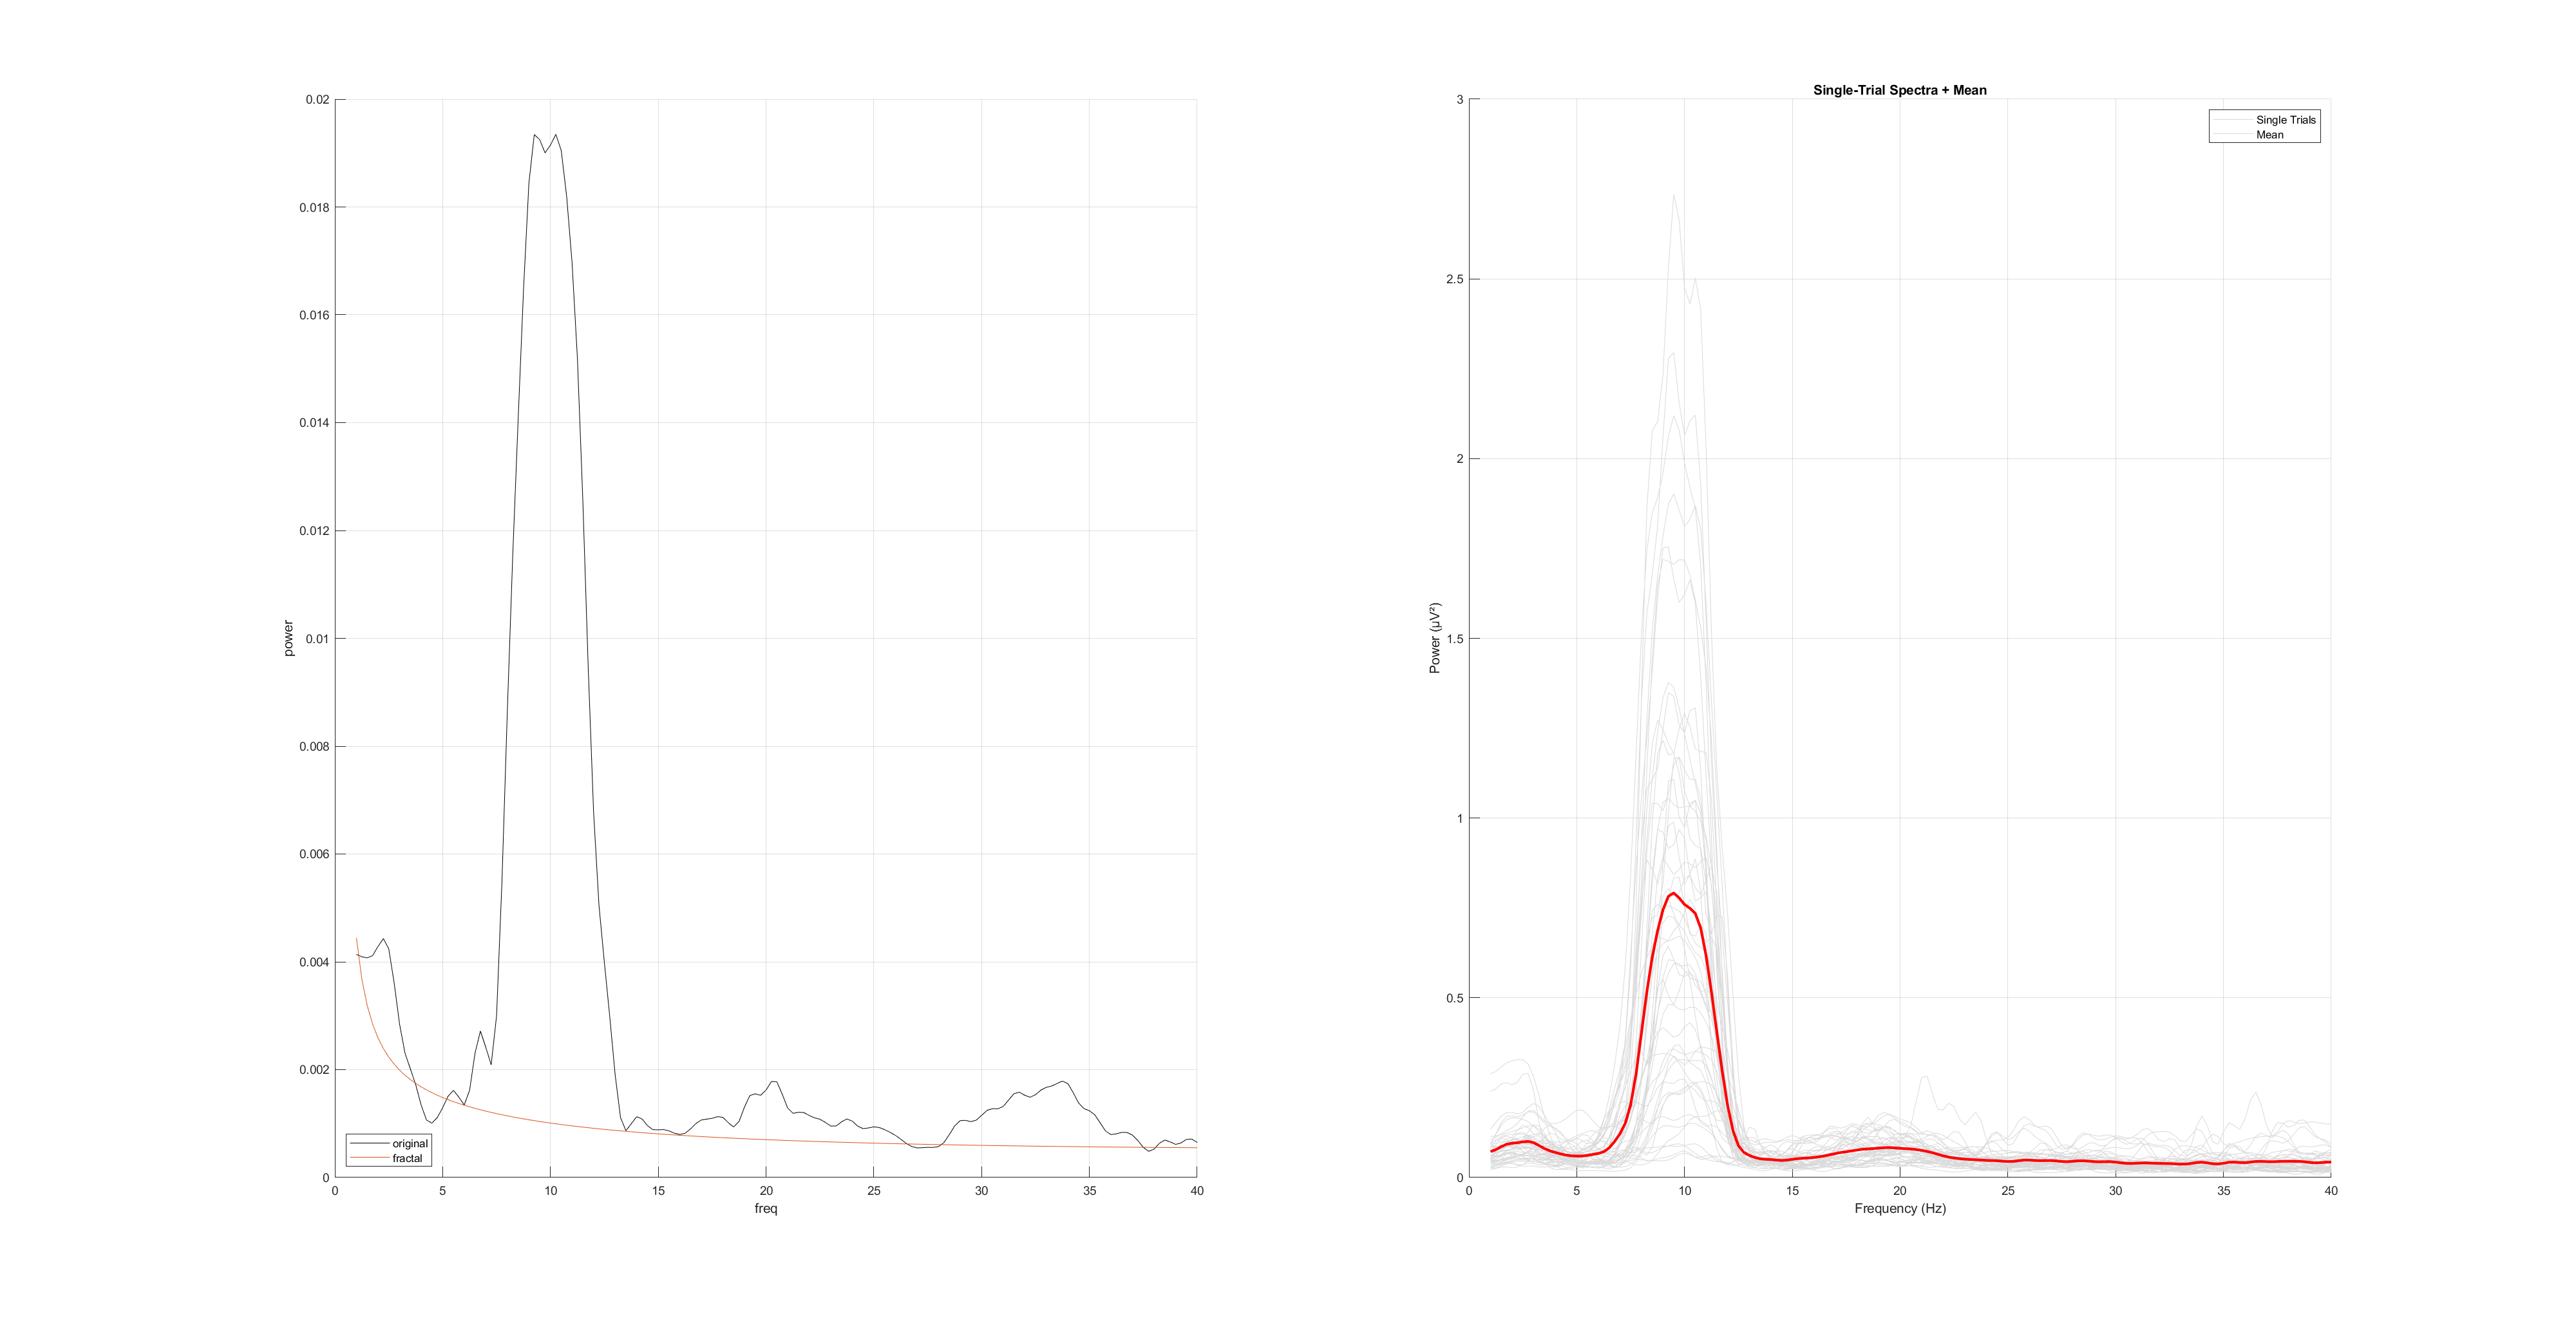 0.02
0.018
0.016
0.014
0.012
0.01
0.008
0.006
0.004
0.002
0
power
original
fractal
0 5 10 15 20 25 30 35 40
freq
Single-Trial Spectra + Mean
3
2.5
2
1.5
1
0.5
0
Power (µV²)
Single Trials
Mean
0 5 10 15 20 25 30 35 40
Frequency (Hz)